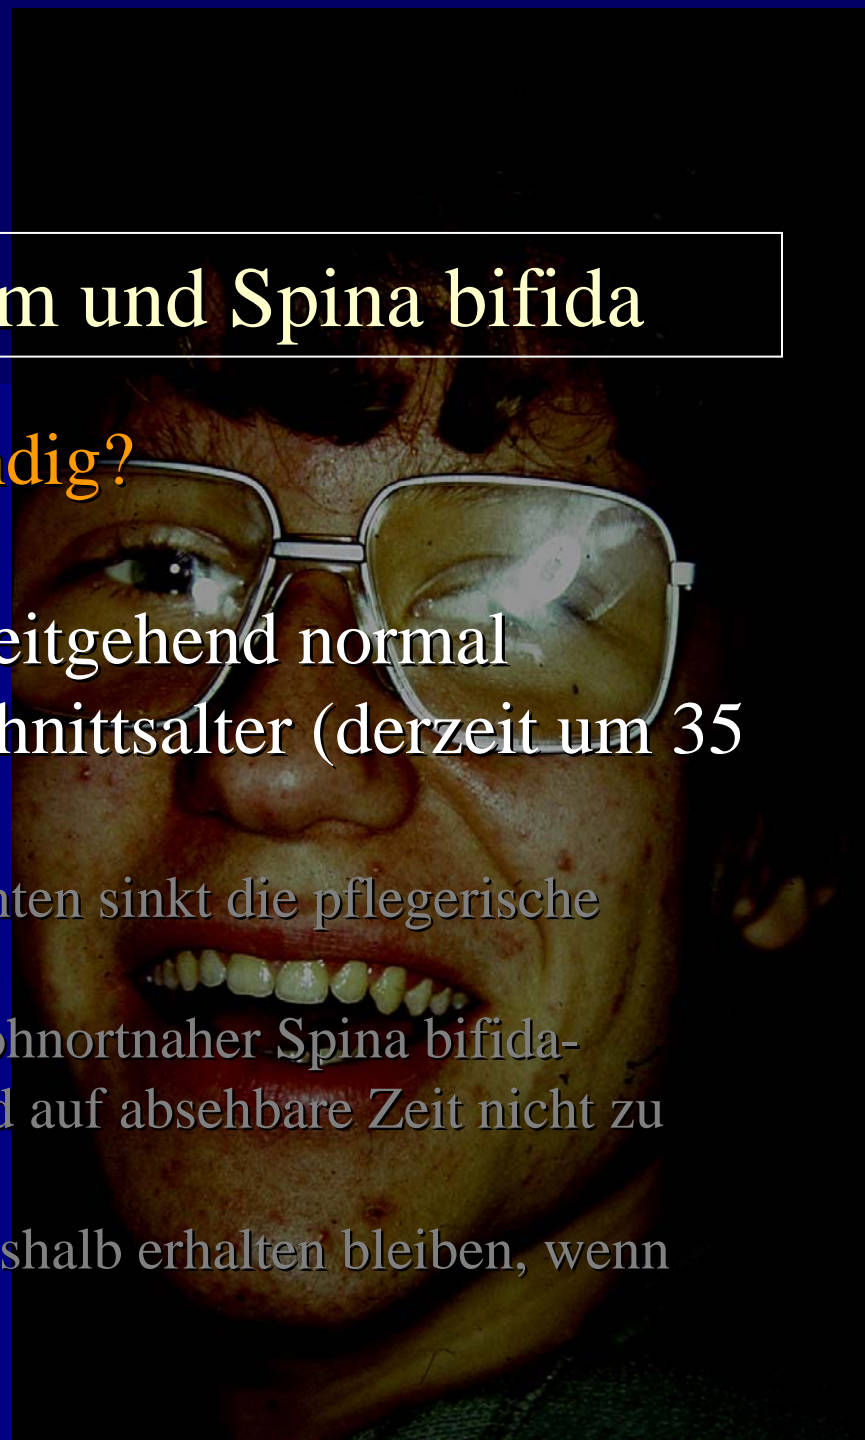 m und Spina bifida
ndig?
eitgehend normal
hnittsalter (derzeit um 35
nten sinkt die pflegerische
ohnortnaher Spina bifida-
d auf absehbare Zeit nicht zu
shalb erhalten bleiben, wenn